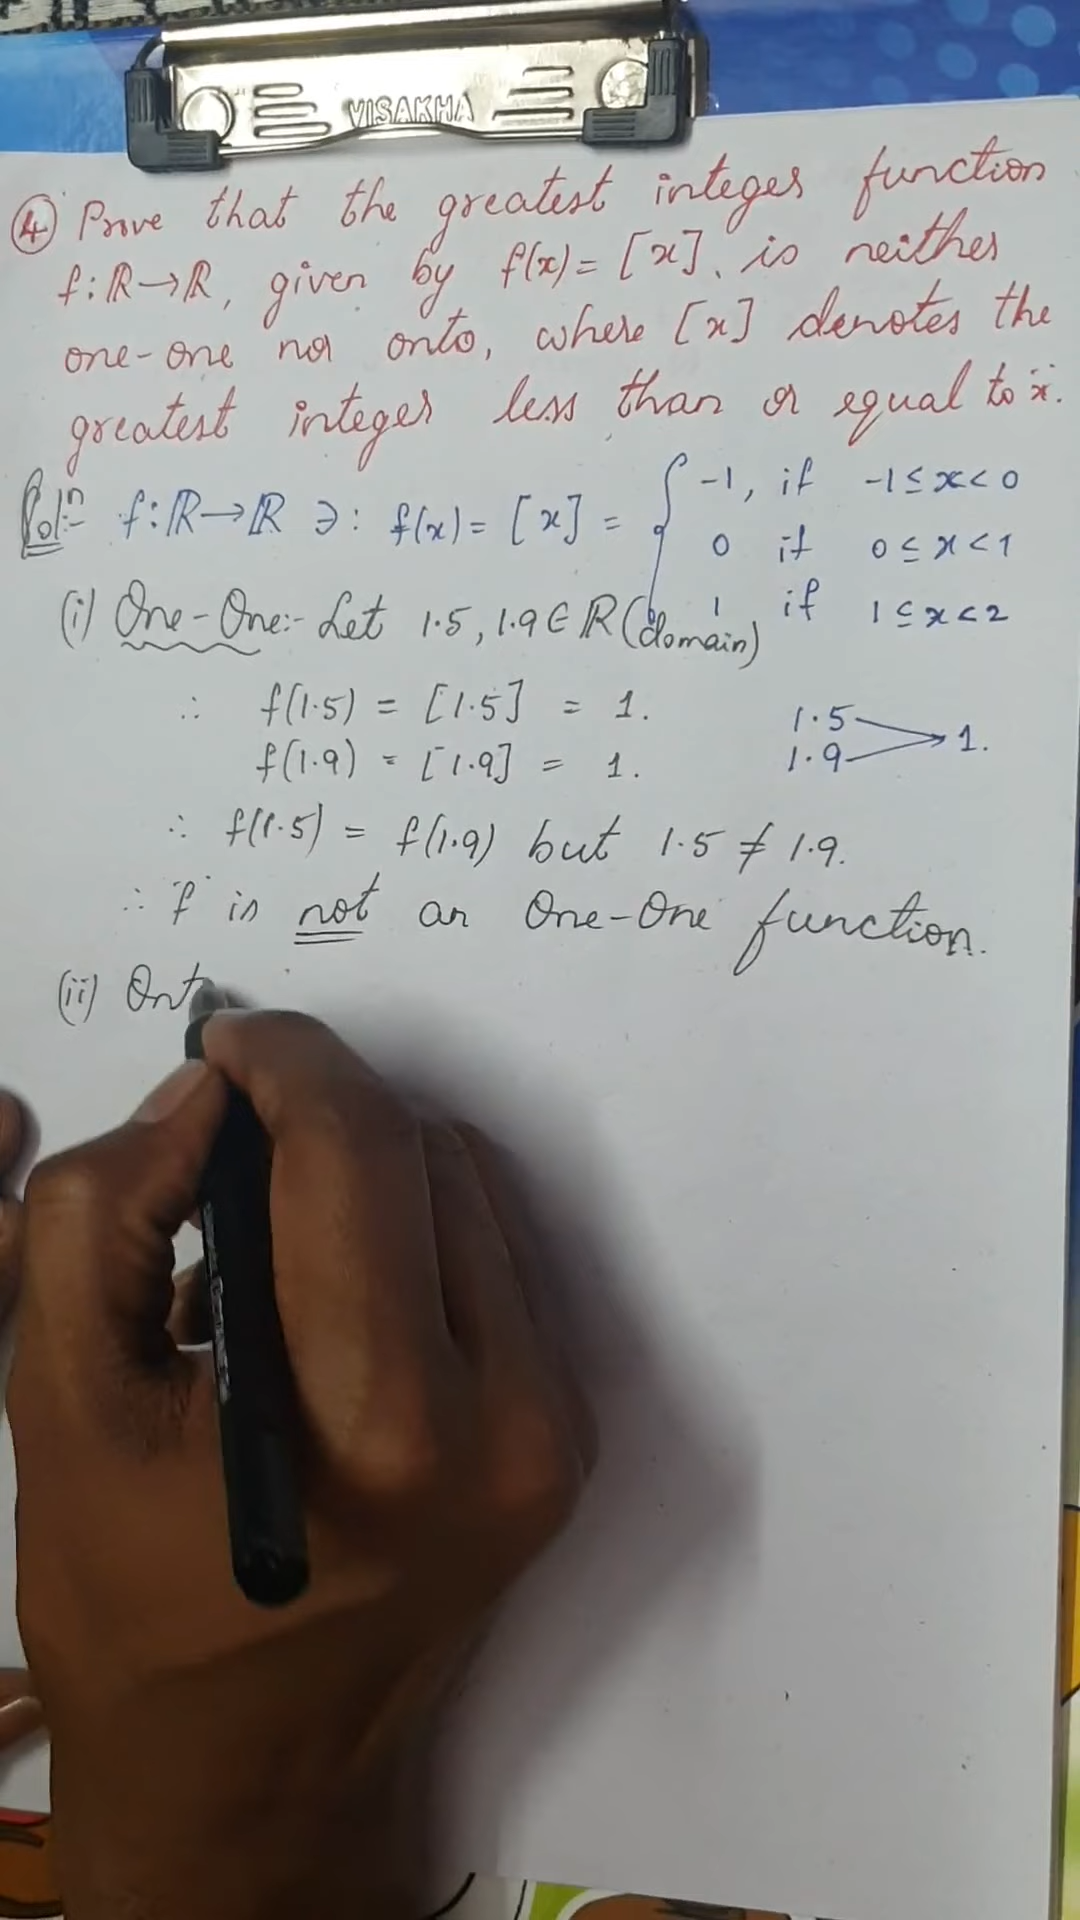 VISAKHA
④ Prove that the greatest integer function
f:ℝ→ℝ, given by f(x) = [x], is neither
one-one nor onto, where [x] denotes the
greatest integer less than or equal to 'x'.
Solⁿ:- f:ℝ→ℝ ∋: f(x) = [x] = { -1, if -1≤x<0
0 if 0≤x<1
1 if 1≤x<2
(i) One-One:- Let 1.5, 1.9 ∈ ℝ (domain)
∴ f(1.5) = [1.5] = 1.
f(1.9) = [1.9] = 1.
1.5
1.9 → 1.
∴ f(1.5) = f(1.9) but 1.5 ≠ 1.9.
∴ 'f' is not an One-One function.
(ii) Ont